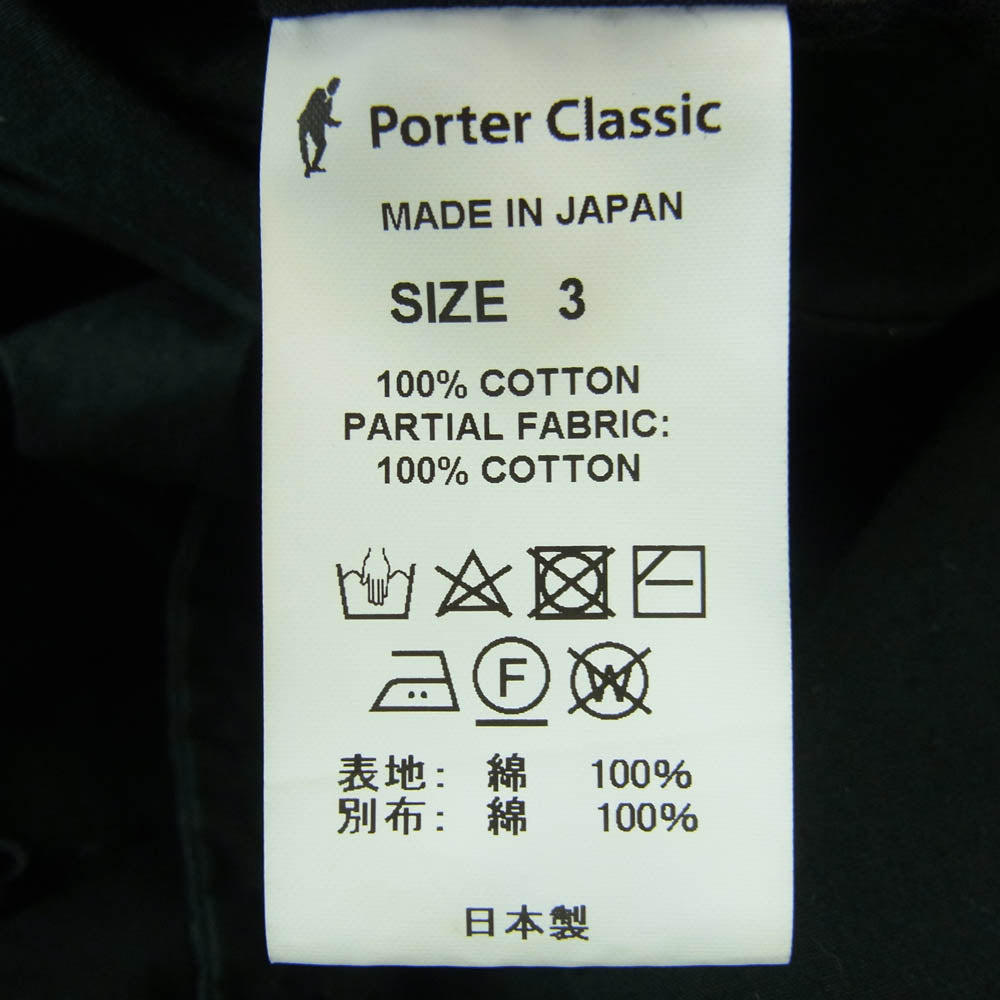 Porter Classic
MADE IN JAPAN
SIZE 3
100% COTTON
PARTIAL FABRIC:
100% COTTON
F W
表地: 綿 100%
別布: 綿 100%
日本製